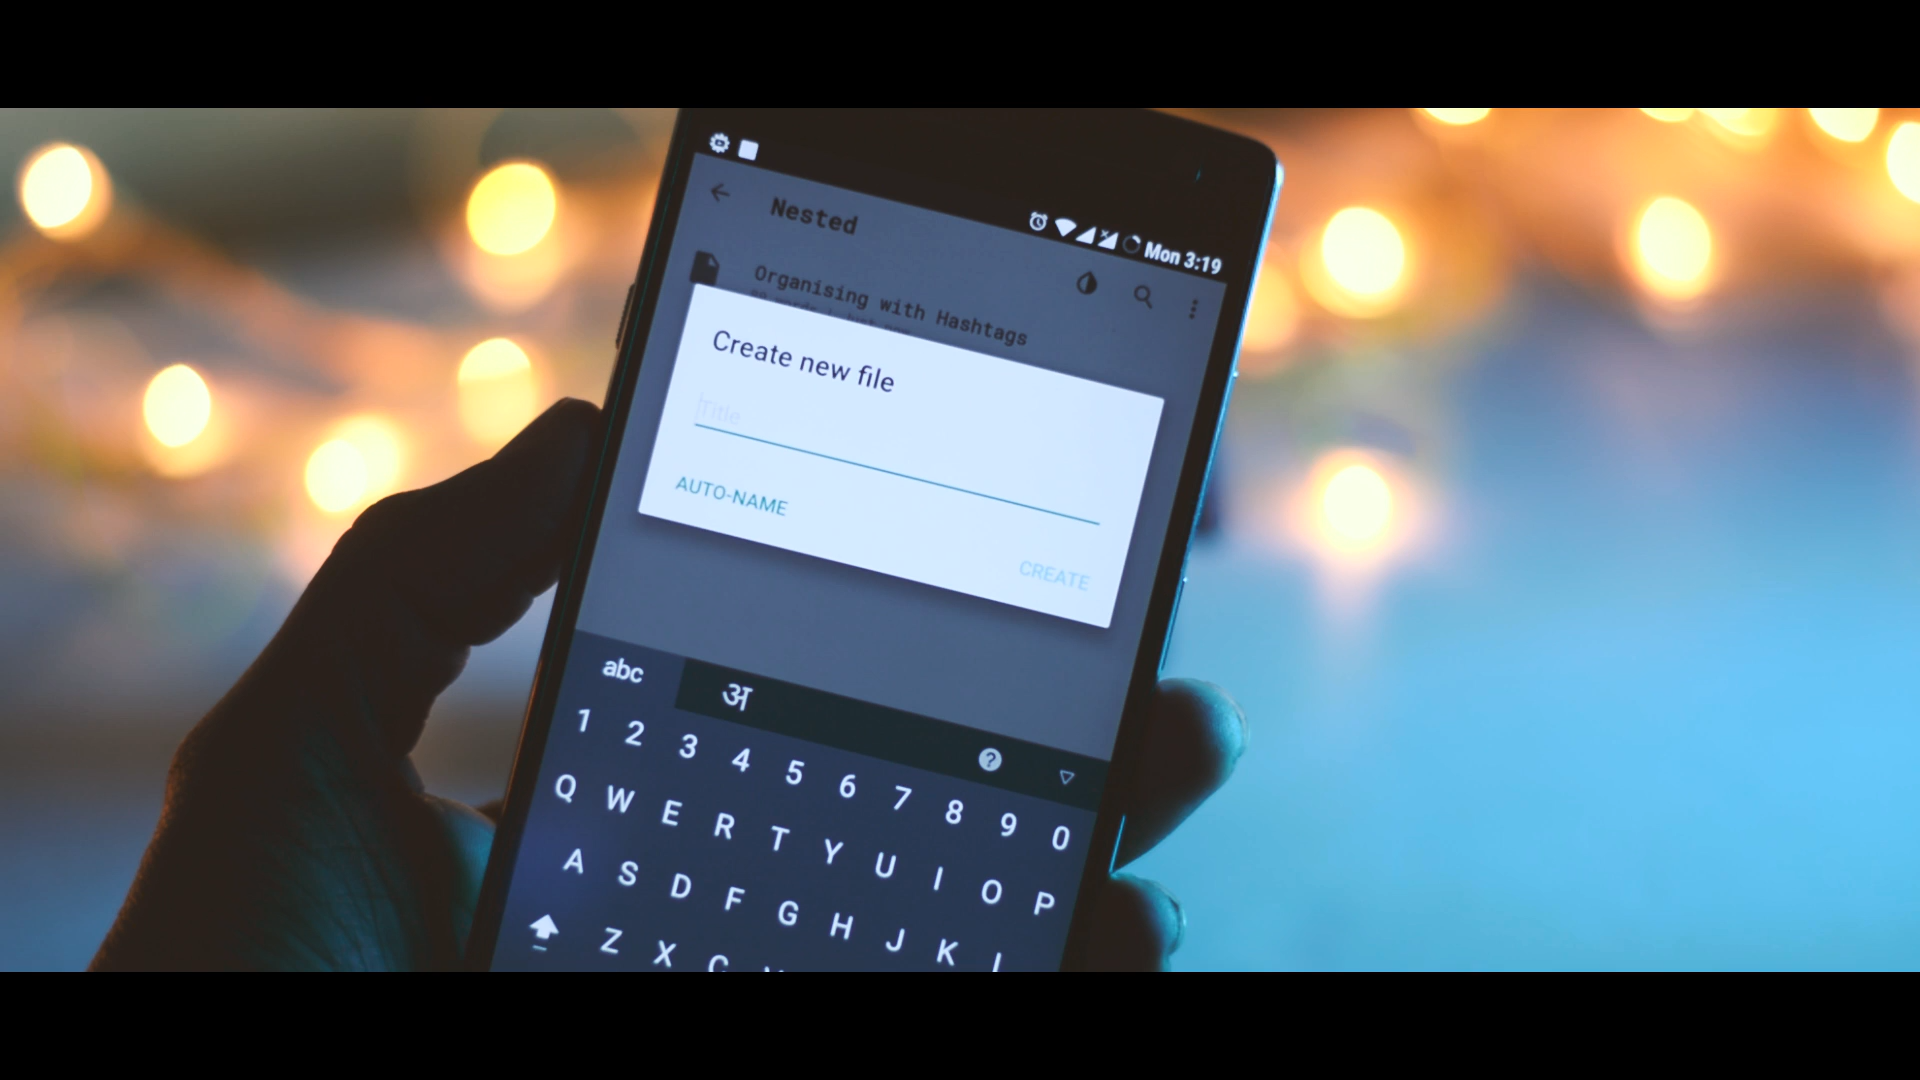 Mon 3:19
Nested
Organising with Hashtags
Create new file
Title
AUTO-NAME
CREATE
abc अ
1 2 3 4 5 6 7 8 9 0
Q W E R T Y U I O P
A S D F G H J K L
Z X C